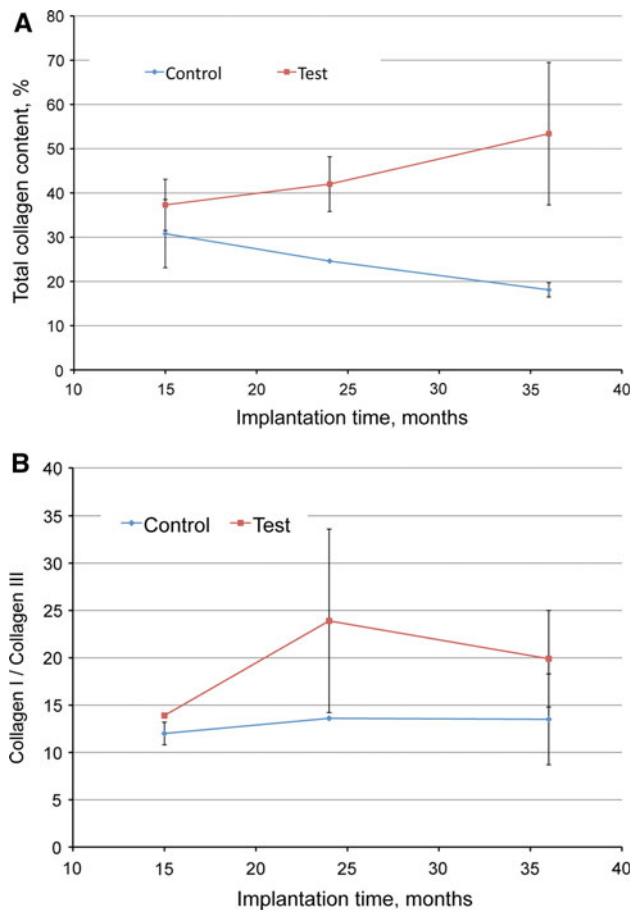 A
Total collagen content, %
80
70
60
50
40
30
20
10
0
Control Test
10 15 20 25 30 35 40
Implantation time, months
B
Collagen I / Collagen III
40
35
30
25
20
15
10
5
0
Control Test
10 15 20 25 30 35 40
Implantation time, months